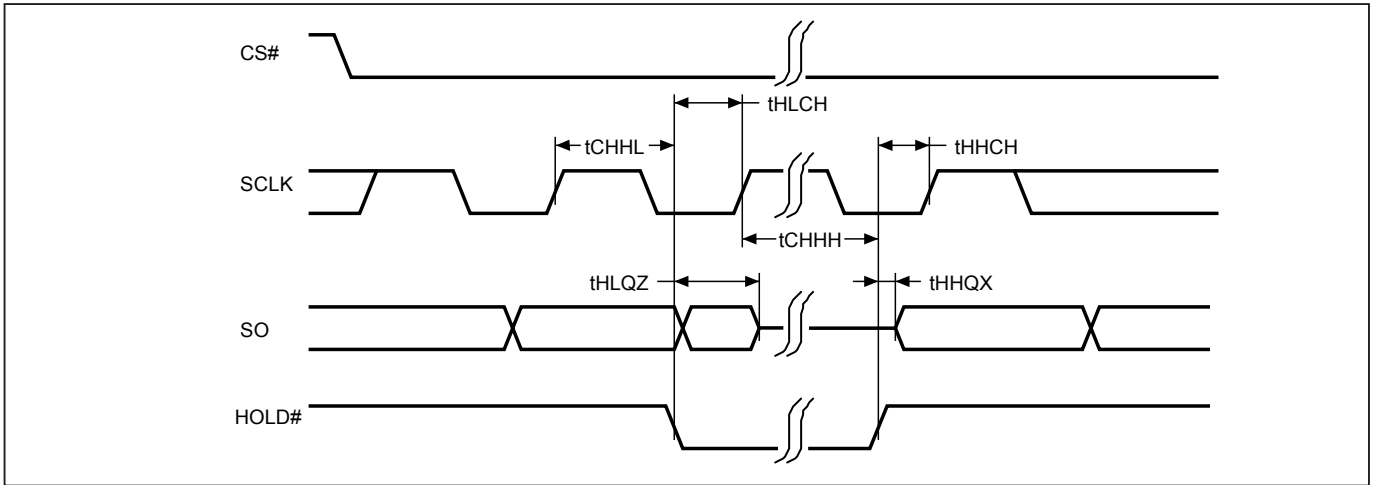 CS#
tHLCH
tCHHL
tHHCH
SCLK
tCHHH
tHLQZ
tHHQX
SO
HOLD#